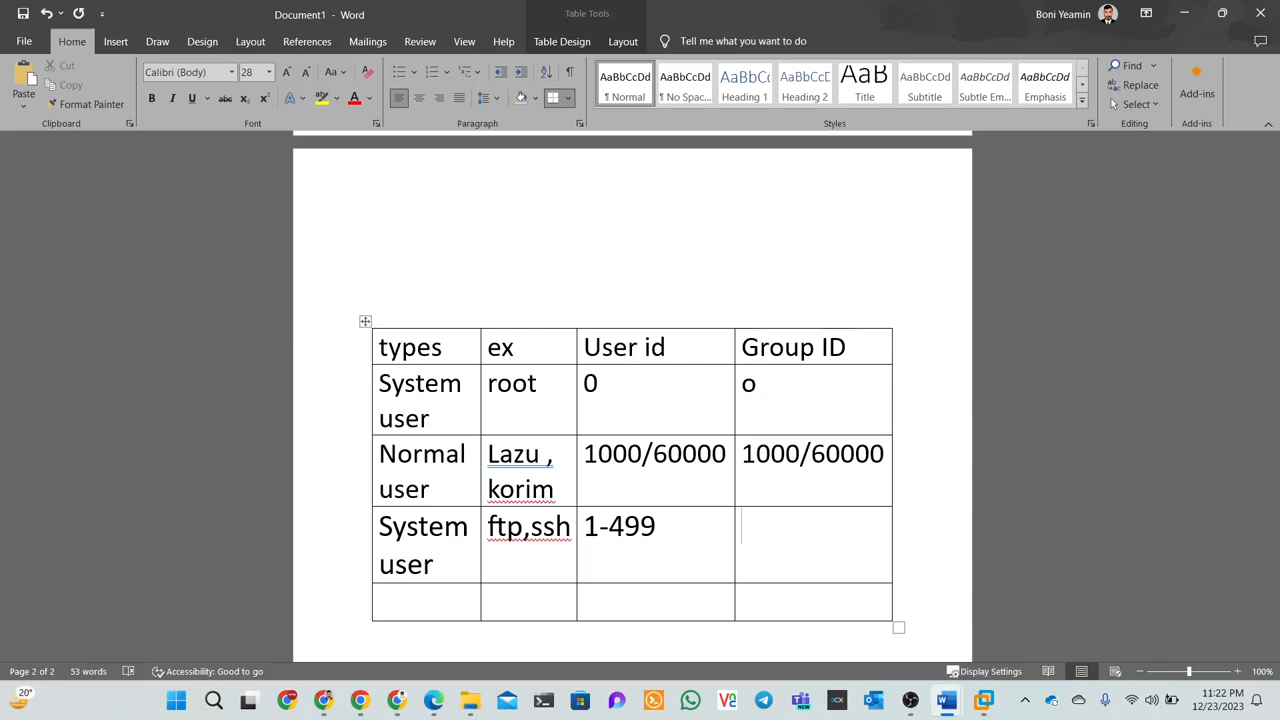 Document1 - Word
Table Tools
Boni Yeamin
File Home Insert Draw Design Layout References Mailings Review View Help Table Design Layout Tell me what you want to do
Paste
Cut
Copy
Format Painter
Calibri (Body) 28
AaBbCcDd AaBbCcDd AaBbCc AaBbCcE AaB AaBbCcDd AaBbCcDd AaBbCcDd
¶ Normal ¶ No Spac... Heading 1 Heading 2 Title Subtitle Subtle Em... Emphasis
Find
Replace
Select
Add-ins
Clipboard Font Paragraph Styles Editing Add-ins
types ex User id Group ID
System user root 0 o
Normal user Lazu , korim 1000/60000 1000/60000
System user ftp,ssh 1-499
Page 2 of 2 53 words Accessibility: Good to go Display Settings 100%
20°
11:22 PM
12/23/2023